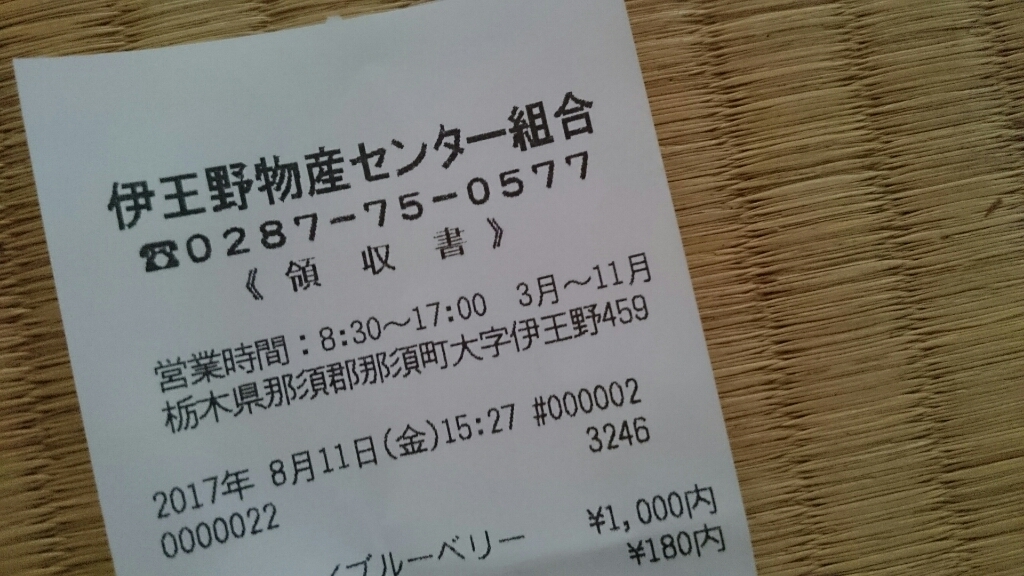 伊王野物産センター組合
☎0287-75-0577
《 領 収 書 》
営業時間：8:30～17:00 3月～11月
栃木県那須郡那須町大字伊王野459
2017年 8月11日(金)15:27 #000002
0000022 3246
ブルーベリー ¥1,000内
¥180内